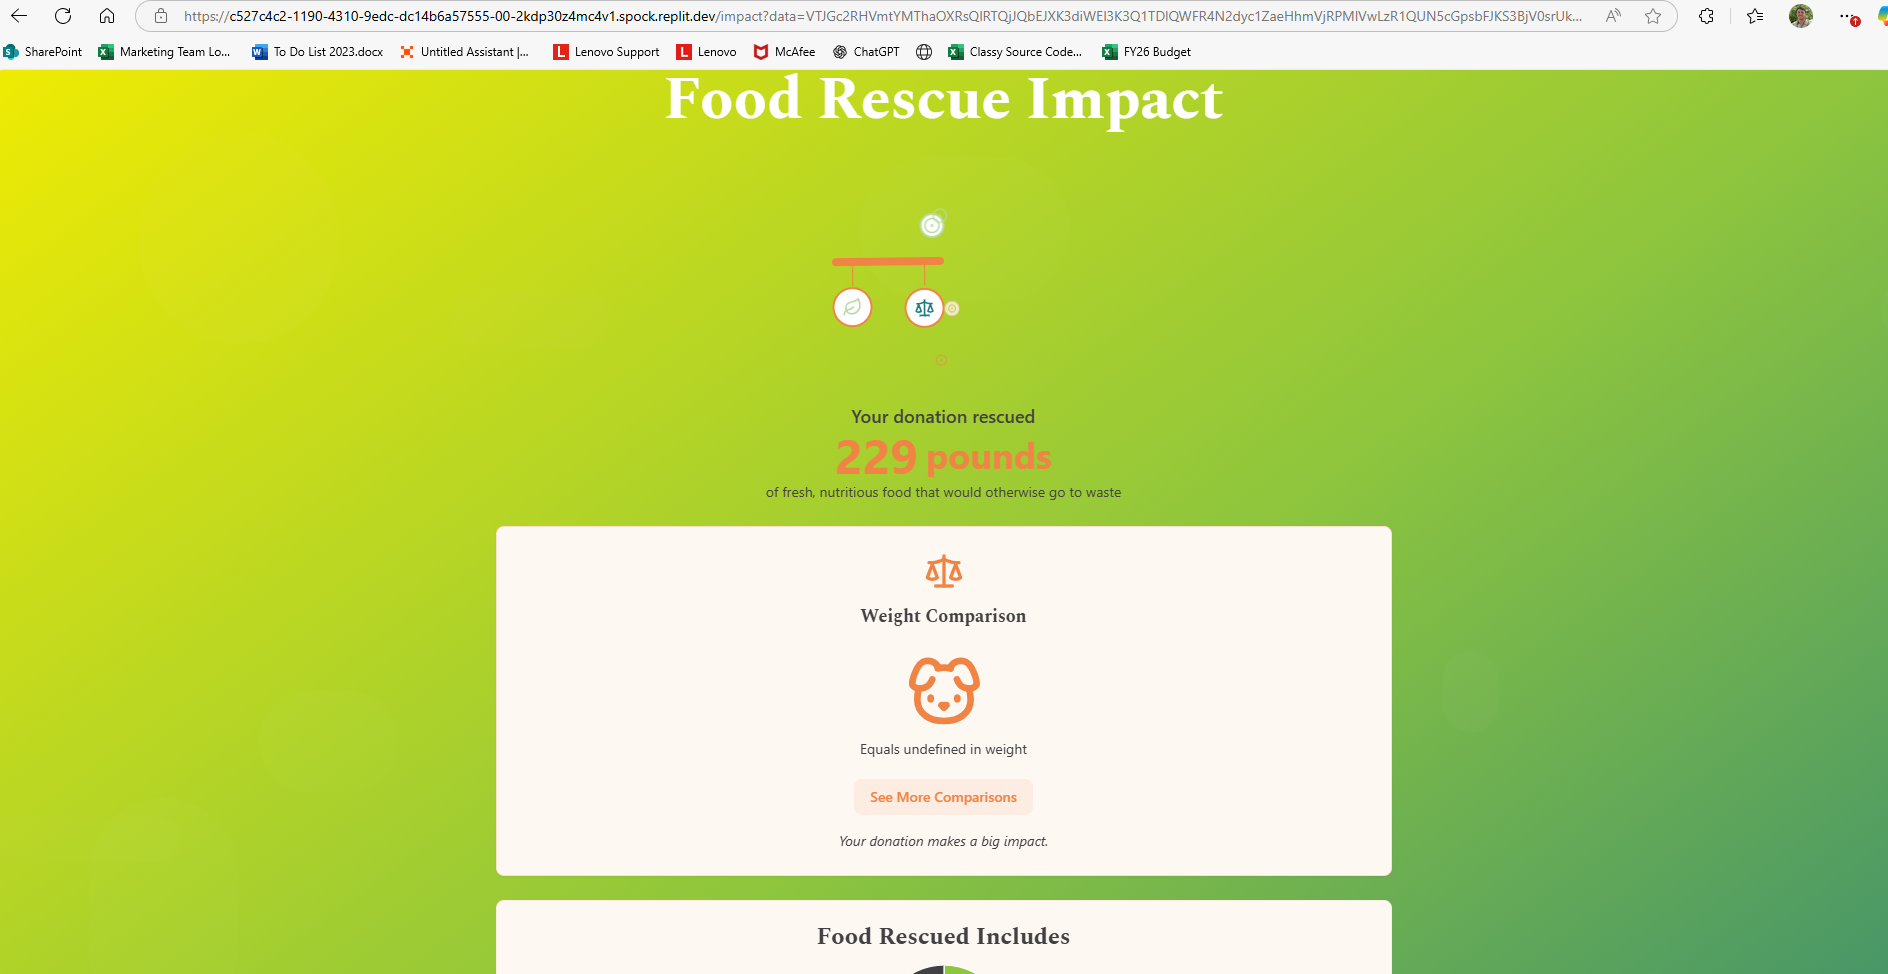 https://c527c4c2-1190-4310-9edc-dc14b6a57555-00-2kdp30z4mc4v1.spock.replit.dev/impact?data=
SharePoint Marketing Team Lo... To Do List 2023.docx Untitled Assistant |... Lenovo Support Lenovo McAfee ChatGPT Classy Source Code... FY26 Budget
Food Rescue Impact
Your donation rescued
229 pounds
of fresh, nutritious food that would otherwise go to waste
Weight Comparison
Equals undefined in weight
See More Comparisons
Your donation makes a big impact.
Food Rescued Includes